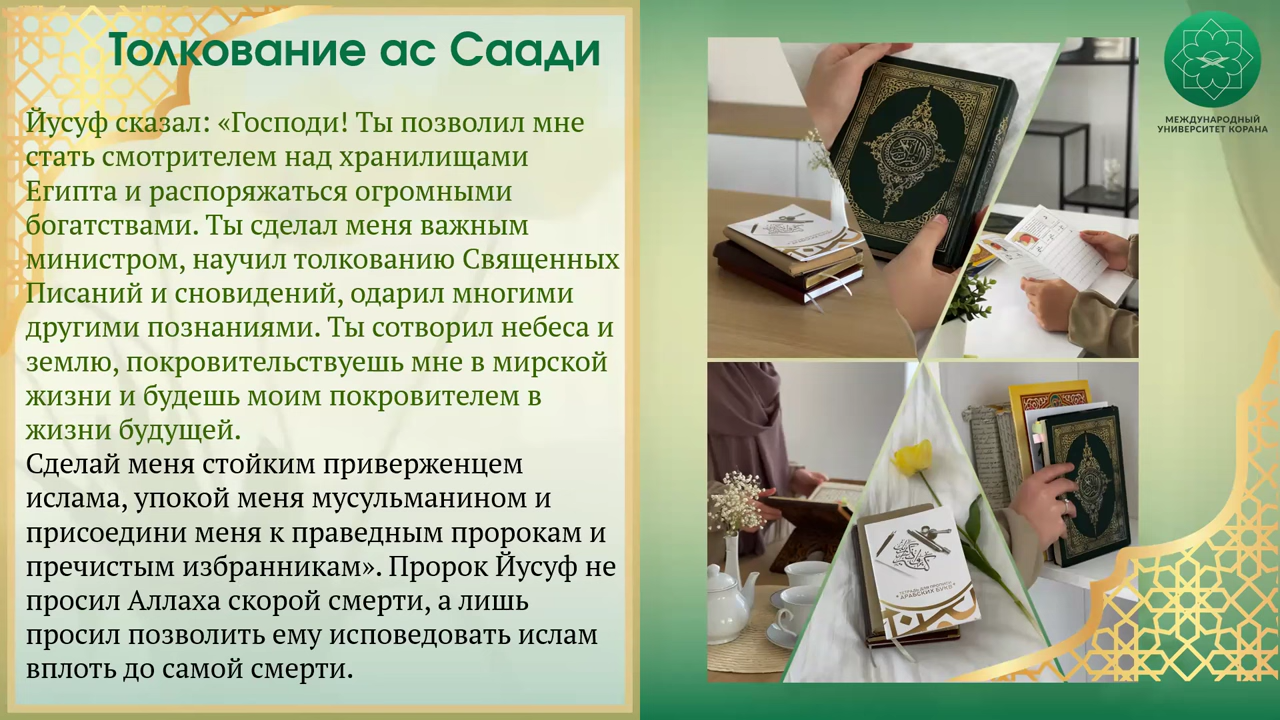 Толкование ас Саади
Йусуф сказал: «Господи! Ты позволил мне
стать смотрителем над хранилищами
Египта и распоряжаться огромными
богатствами. Ты сделал меня важным
министром, научил толкованию Священных
Писаний и сновидений, одарил многими
другими познаниями. Ты сотворил небеса и
землю, покровительствуешь мне в мирской
жизни и будешь моим покровителем в
жизни будущей.
Сделай меня стойким приверженцем
ислама, упокой меня мусульманином и
присоедини меня к праведным пророкам и
пречистым избранникам». Пророк Йусуф не
просил Аллаха скорой смерти, а лишь
просил позволить ему исповедовать ислам
вплоть до самой смерти.
МЕЖДУНАРОДНЫЙ
УНИВЕРСИТЕТ КОРАНА
АРАБСКИХ БУКВ